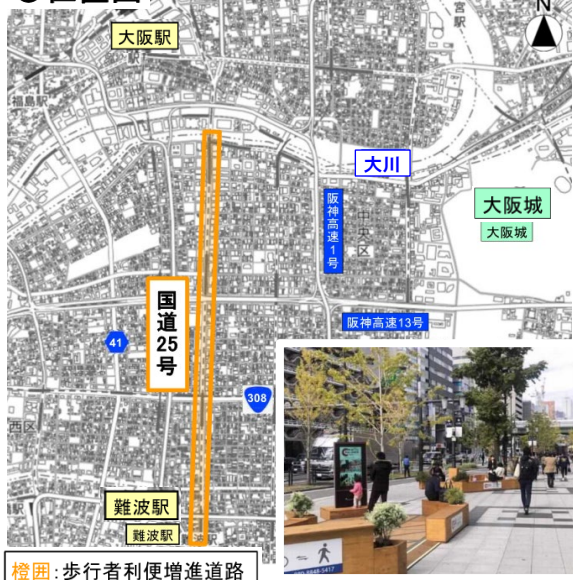 N
大阪駅
宮駅
福島駅
大川
阪神高速1号
中央区
大阪城
大阪城
国道25号
阪神高速13号
41
308
西区
難波駅
難波駅
橙囲:歩行者利便増進道路